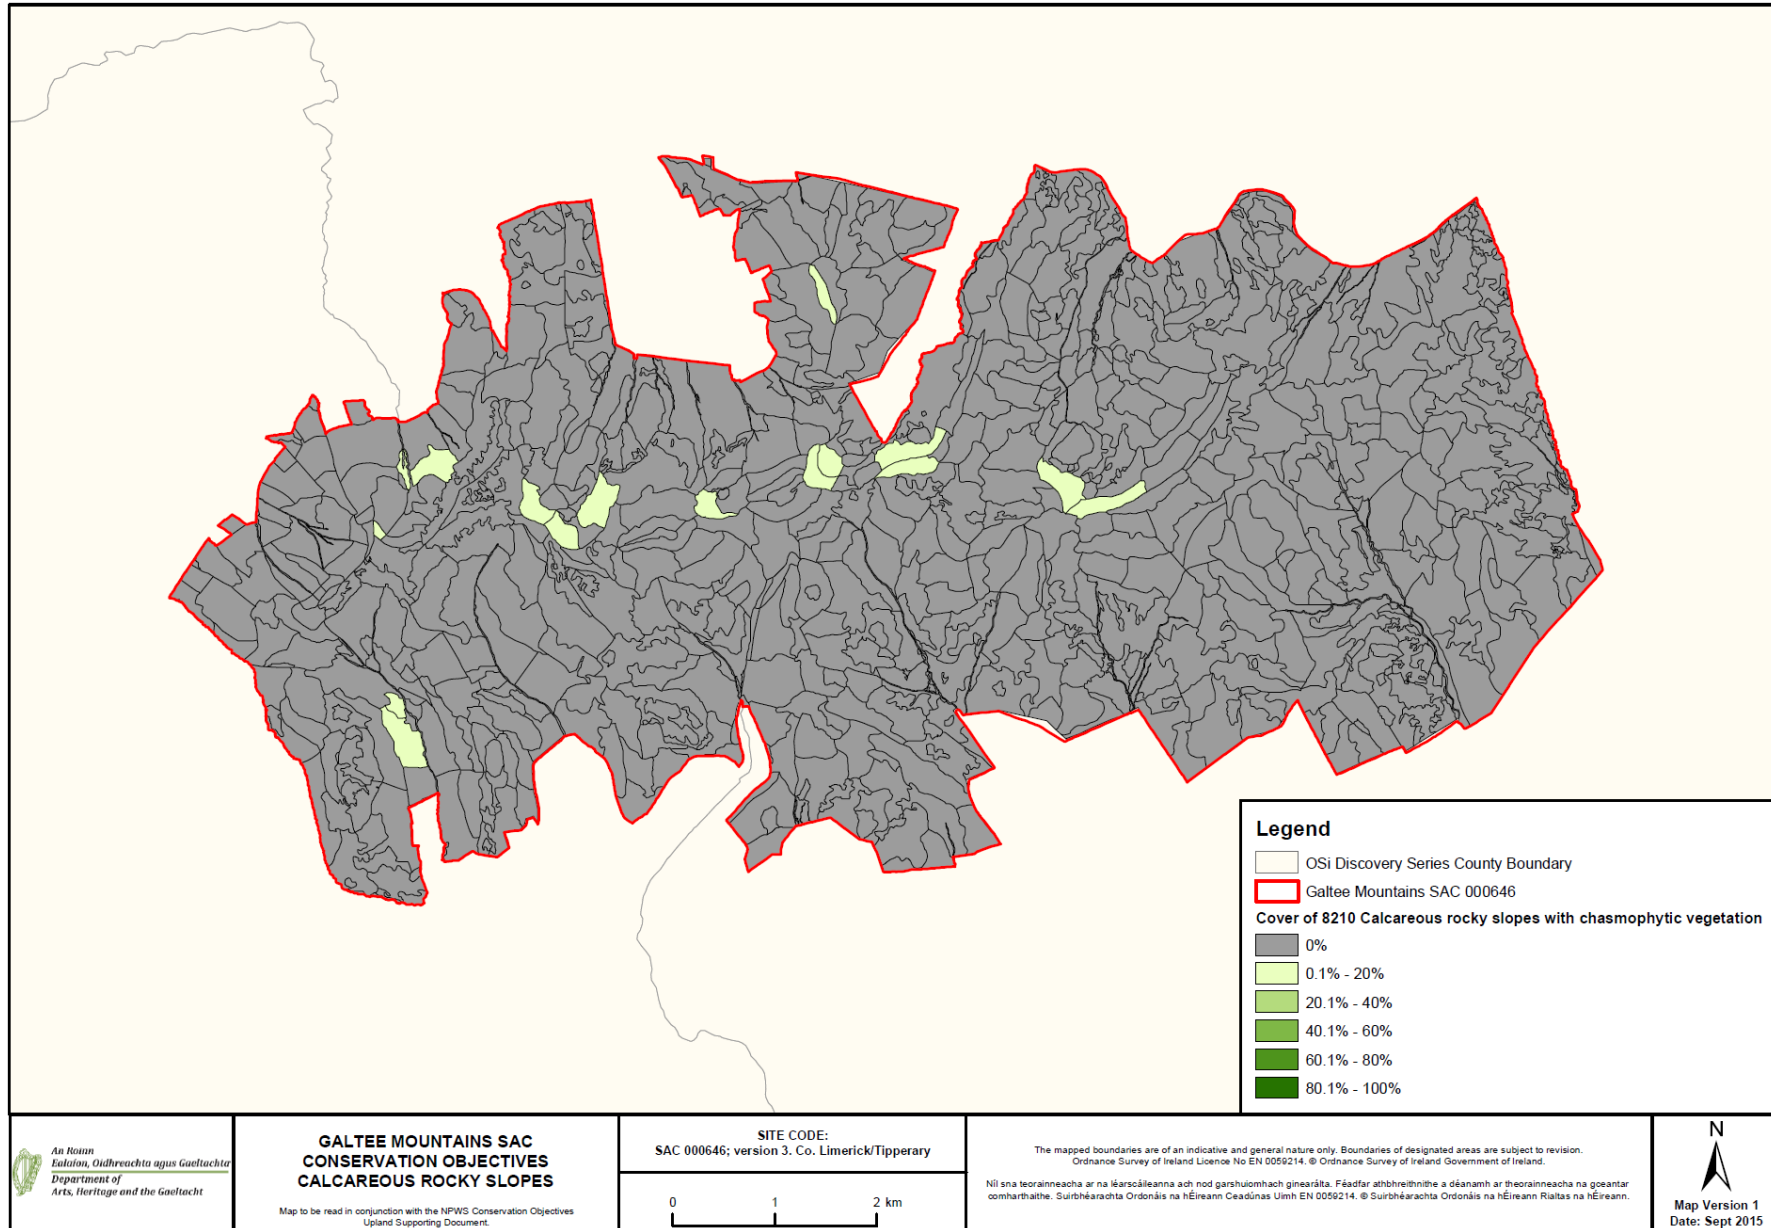 Legend
OSi Discovery Series County Boundary
Galtee Mountains SAC 000646
Cover of 8210 Calcareous rocky slopes with chasmophytic vegetation
0%
0.1% - 20%
20.1% - 40%
40.1% - 60%
60.1% - 80%
80.1% - 100%
An Roinn
Ealaíon, Oidhreachta agus Gaeltachta
Department of
Arts, Heritage and the Gaeltacht
GALTEE MOUNTAINS SAC
CONSERVATION OBJECTIVES
CALCAREOUS ROCKY SLOPES
Map to be read in conjunction with the NPWS Conservation Objectives
Upland Supporting Document.
SITE CODE:
SAC 000646; version 3. Co. Limerick/Tipperary
0 1 2 km
The mapped boundaries are of an indicative and general nature only. Boundaries of designated areas are subject to revision.
Ordnance Survey of Ireland Licence No EN 0059214. © Ordnance Survey of Ireland Government of Ireland.
Níl sna teorainneacha ar na léarscáileanna ach nod garshuiomhach ginearálta. Féadfar athbhreithnithe a déanamh ar theorainneacha na gceantar
comharthaithe. Suirbhéarachta Ordonáis na hÉireann Ceadúnas Uimh EN 0059214. © Suirbhéarachta Ordonáis na hÉireann Rialtas na hÉireann.
N
Map Version 1
Date: Sept 2015